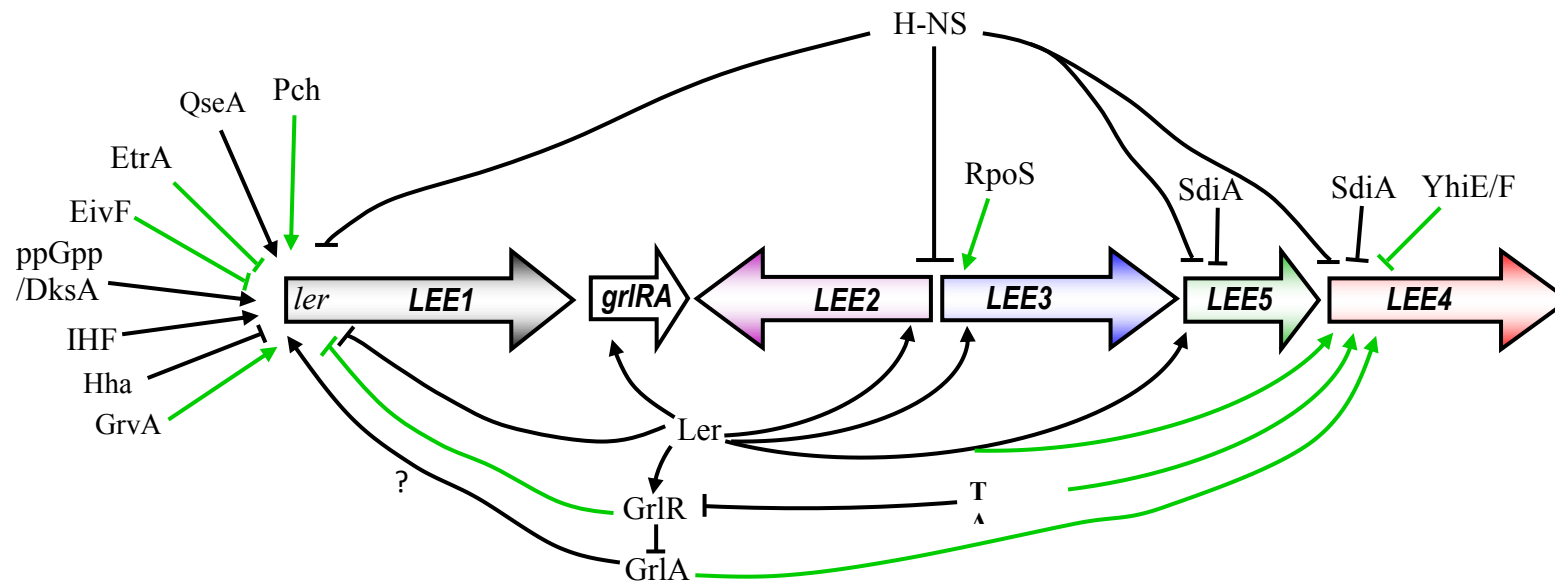 H-NS
QseA
Pch
EtrA
RpoS
SdiA
SdiA
YhiE/F
EivF
ppGpp
/DksA
ler
LEE1
grlRA
LEE2
LEE3
LEE5
LEE4
IHF
Hha
GrvA
Ler
?
GrlR
T
GrlA